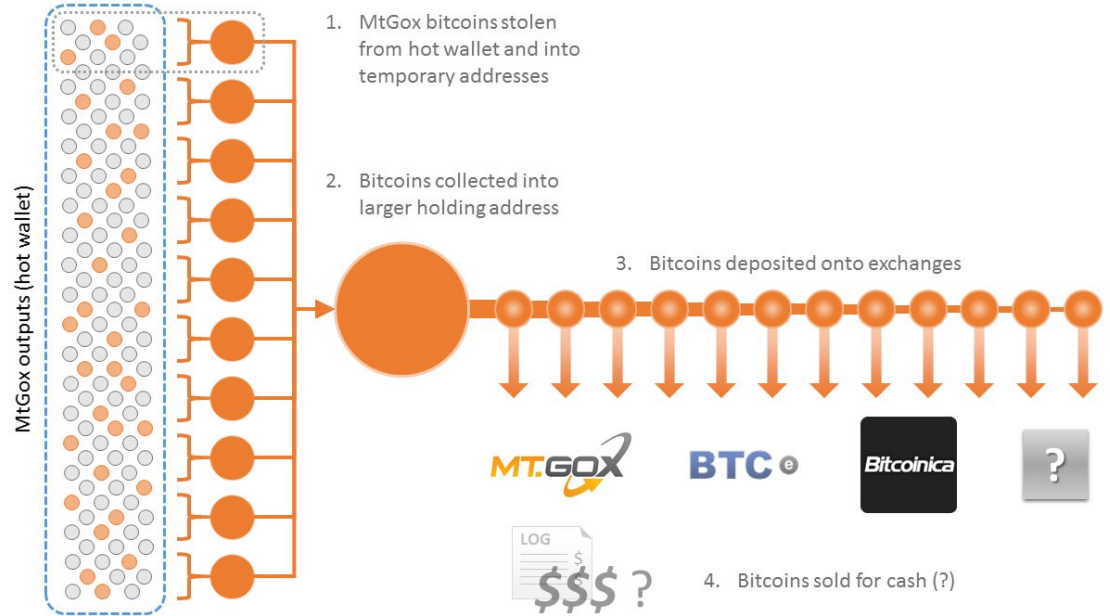 MtGox outputs (hot wallet)
1. MtGox bitcoins stolen
from hot wallet and into
temporary addresses
2. Bitcoins collected into
larger holding address
3. Bitcoins deposited onto exchanges
MT.GOX
BTC e
Bitcoinica
?
LOG
$
$
$$$ ?
4. Bitcoins sold for cash (?)